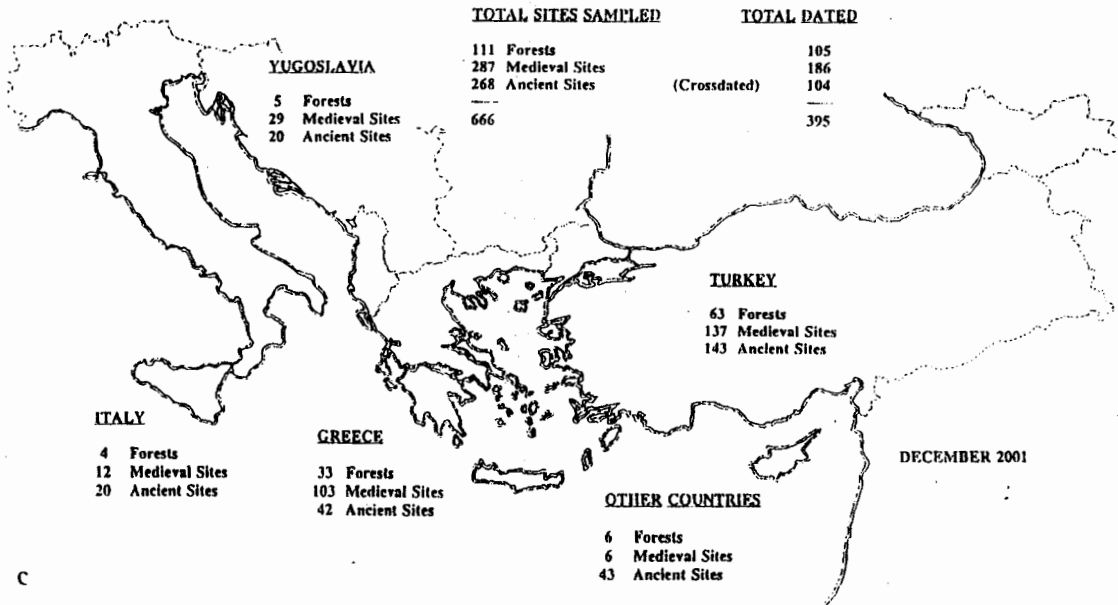 TOTAL SITES SAMPLED TOTAL DATED
111 Forests 105
287 Medieval Sites 186
268 Ancient Sites (Crossdated) 104
666 395
YUGOSLAVIA
5 Forests
29 Medieval Sites
20 Ancient Sites
TURKEY
63 Forests
137 Medieval Sites
143 Ancient Sites
ITALY
4 Forests
12 Medieval Sites
20 Ancient Sites
GREECE
33 Forests
103 Medieval Sites
42 Ancient Sites
DECEMBER 2001
OTHER COUNTRIES
6 Forests
6 Medieval Sites
43 Ancient Sites
C